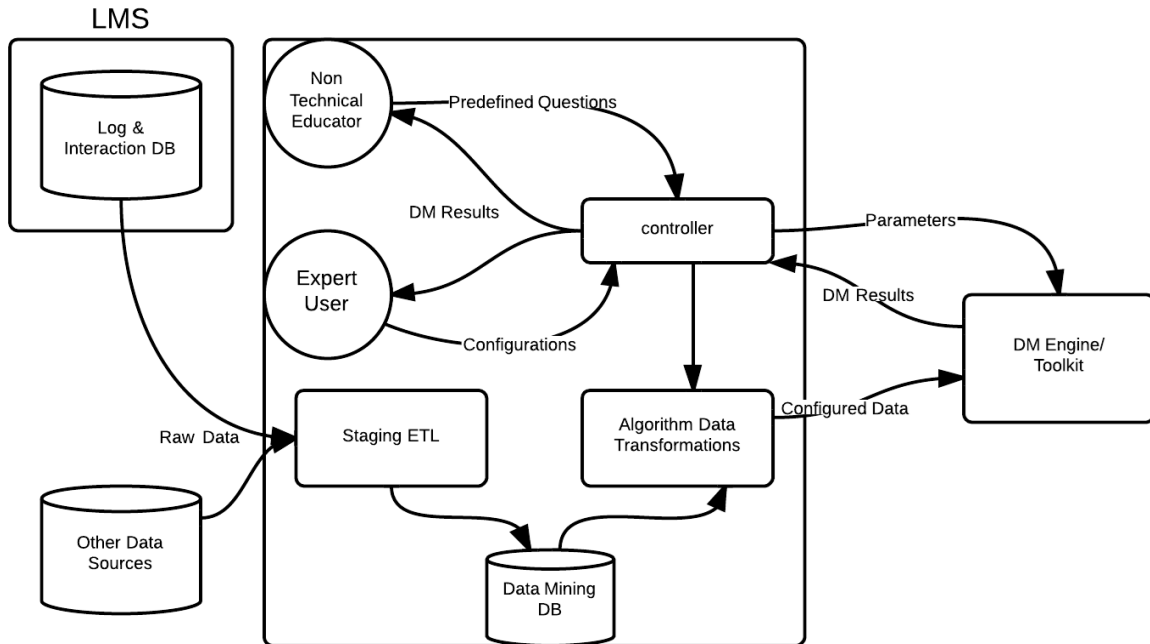 LMS
Log &
Interaction DB
Non
Technical
Educator
Predefined Questions
DM Results
controller
Parameters
Expert
User
DM Results
Configurations
DM Engine/
Toolkit
Raw Data
Staging ETL
Algorithm Data
Transformations
Configured Data
Other Data
Sources
Data Mining
DB